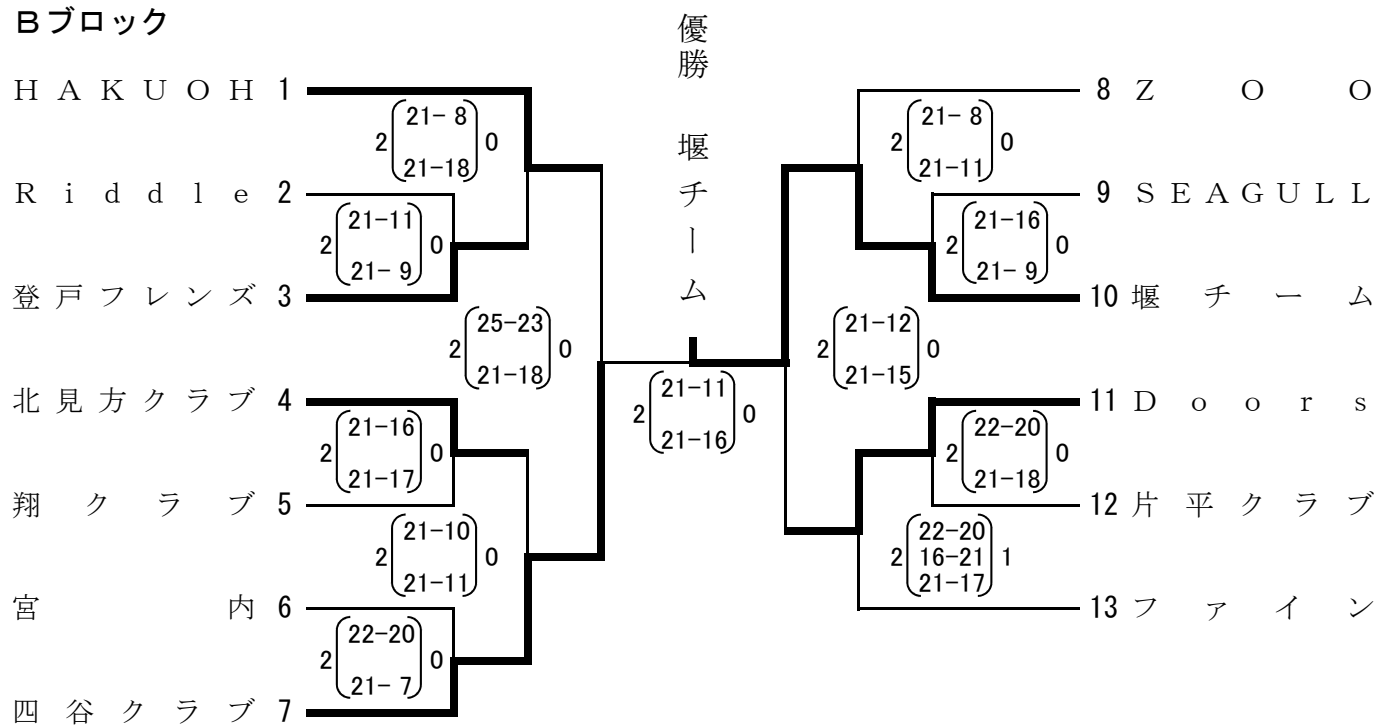 Bブロック
優勝 堰チーム
HAKUOH 1
2 21- 8 0
21-18
Riddle 2
2 21-11 0
21- 9
登戸フレンズ 3
2 25-23 0
21-18
北見方クラブ 4
2 21-16 0
21-17
翔クラブ 5
2 21-10 0
21-11
宮内 6
2 22-20 0
21- 7
四谷クラブ 7
2 21-11 0
21-16
8 ZOO
2 21- 8 0
21-11
9 SEAGULL
2 21-16 0
21- 9
10 堰チーム
2 21-12 0
21-15
11 Doors
2 22-20 0
21-18
12 片平クラブ
22-20
2 16-21 1
21-17
13 ファイン